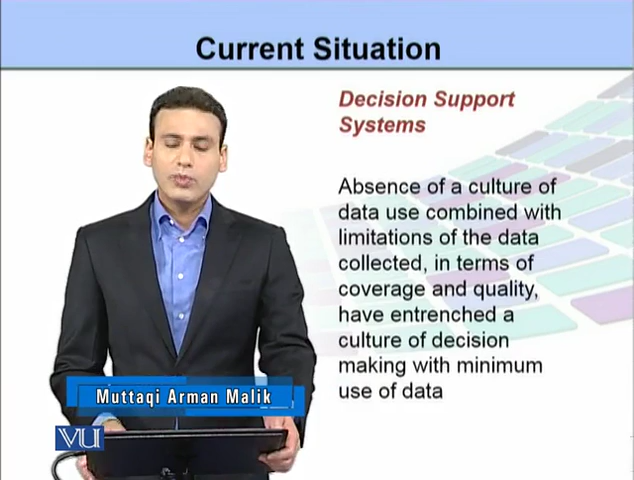 Current Situation
Decision Support
Systems
Absence of a culture of
data use combined with
limitations of the data
collected, in terms of
coverage and quality,
have entrenched a
culture of decision
making with minimum
use of data
Muttaqi Arman Malik
VU